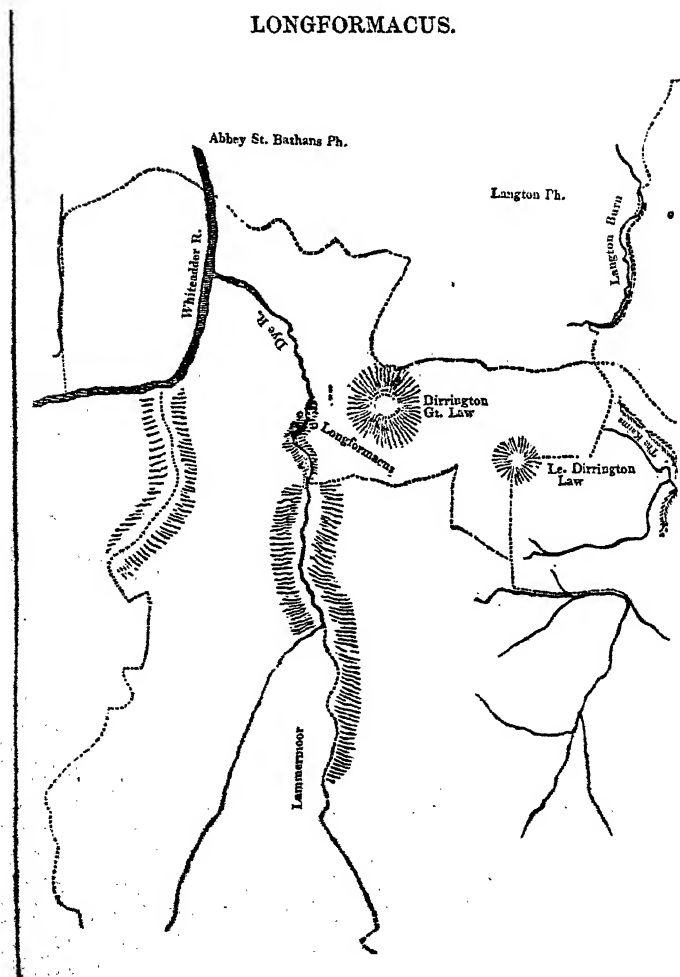 LONGFORMACUS.
Abbey St. Bathans Ph.
Langton Ph.
Langton Burn
Whiteadder R.
Dye R.
Dirrington
Gt. Law
Longformacus
The Kaims
Le. Dirrington
Law
Lammermoor